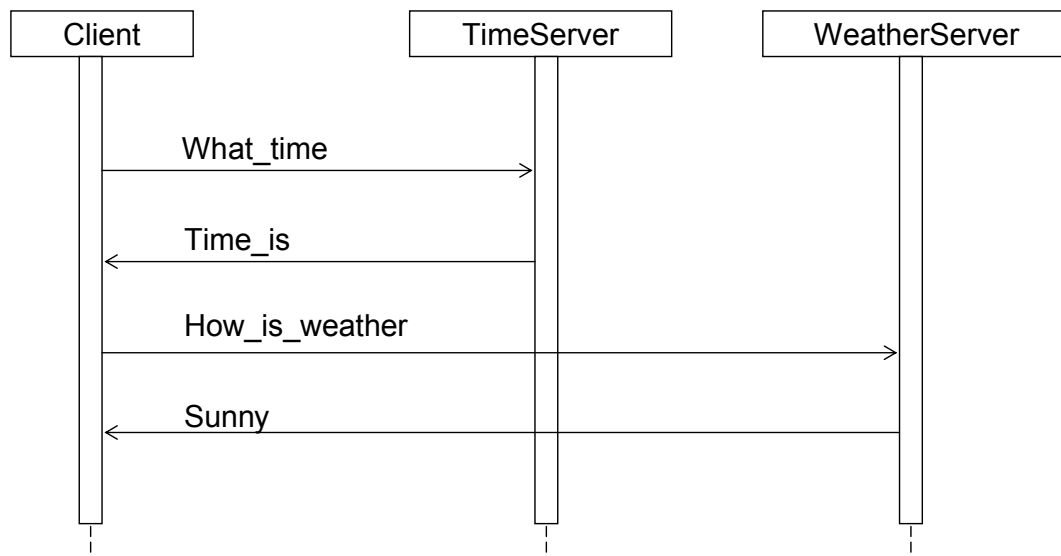 Client
TimeServer
WeatherServer
What_time
Time_is
How_is_weather
Sunny